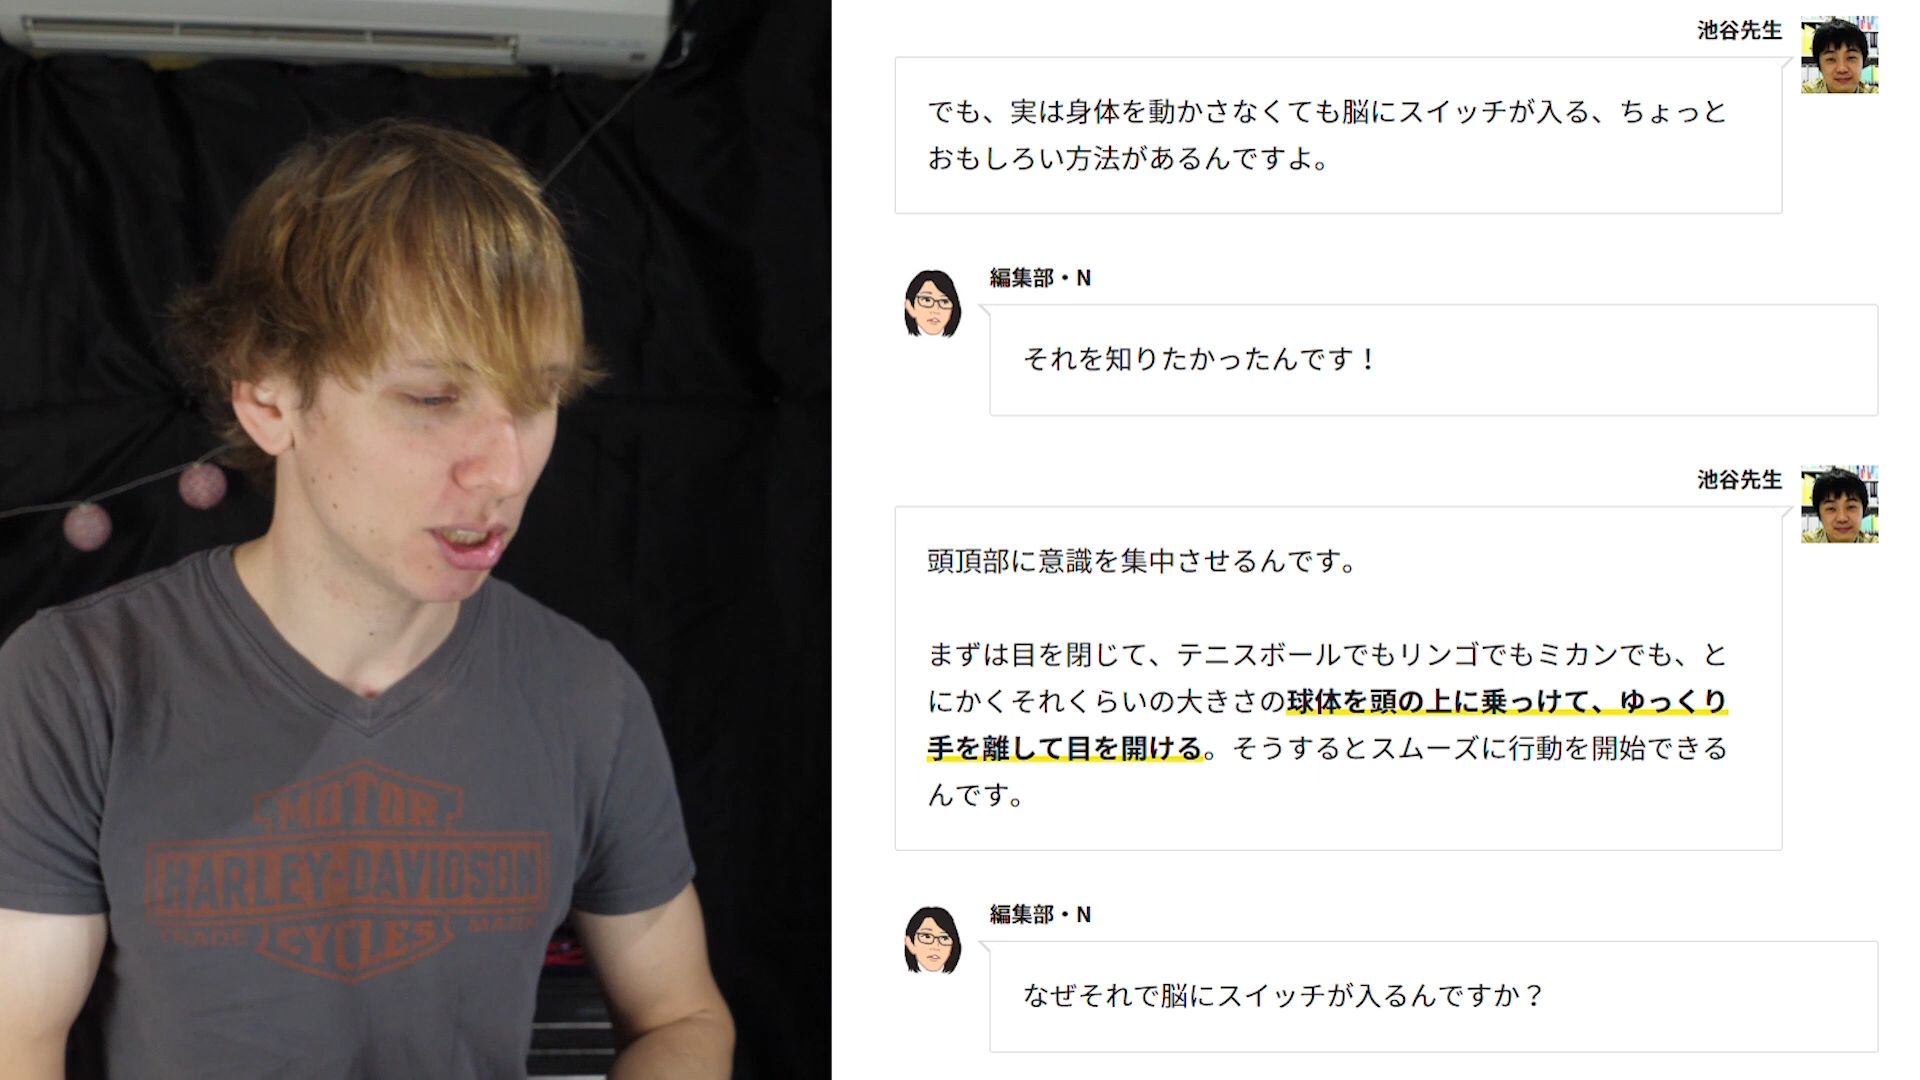 MOTOR
HARLEY-DAVIDSON
CYCLES
TRADE MARK
池谷先生
でも、実は身体を動かさなくても脳にスイッチが入る、ちょっと
おもしろい方法があるんですよ。
編集部・N
それを知りたかったんです！
池谷先生
頭頂部に意識を集中させるんです。
まずは目を閉じて、テニスボールでもリンゴでもミカンでも、と
にかくそれくらいの大きさの球体を頭の上に乗っけて、ゆっくり
手を離して目を開ける。そうするとスムーズに行動を開始できる
んです。
編集部・N
なぜそれで脳にスイッチが入るんですか？